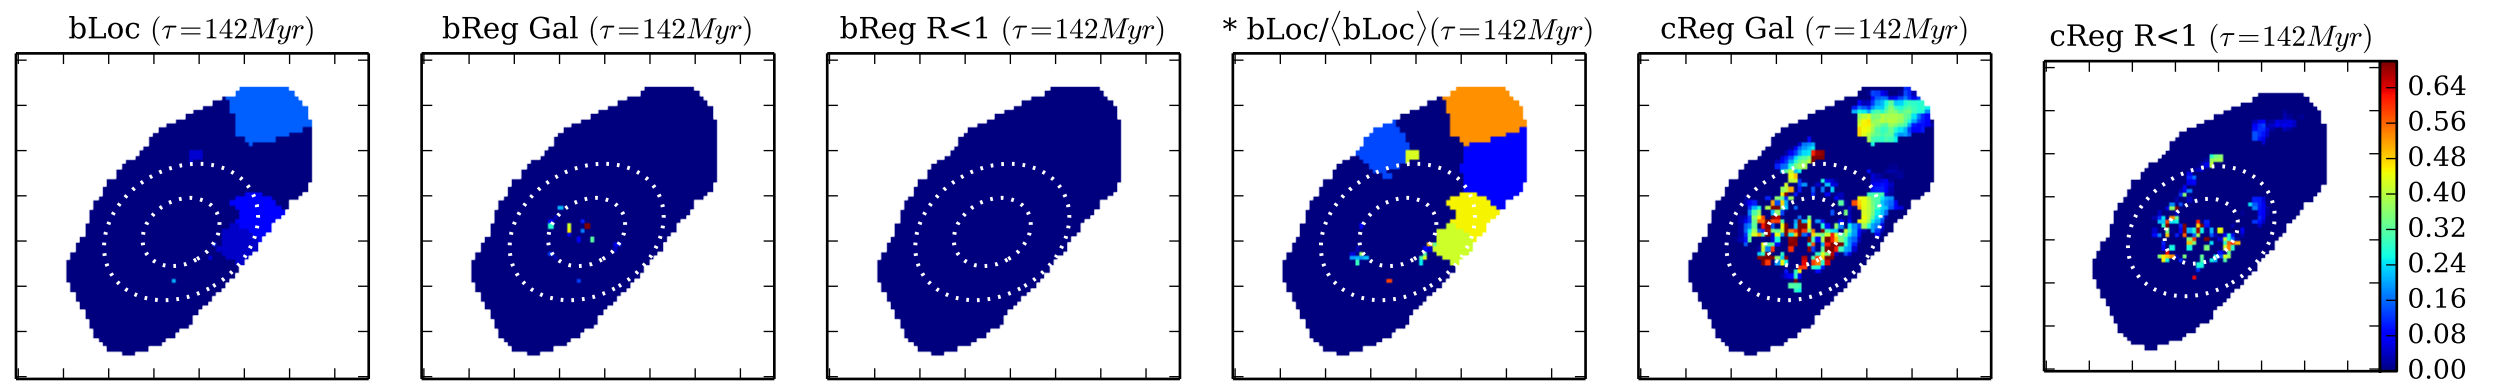 bLoc (τ=142Myr)
bReg Gal (τ=142Myr)
bReg R<1 (τ=142Myr)
* bLoc/⟨bLoc⟩(τ=142Myr)
cReg Gal (τ=142Myr)
cReg R<1 (τ=142Myr)
0.64
0.56
0.48
0.40
0.32
0.24
0.16
0.08
0.00